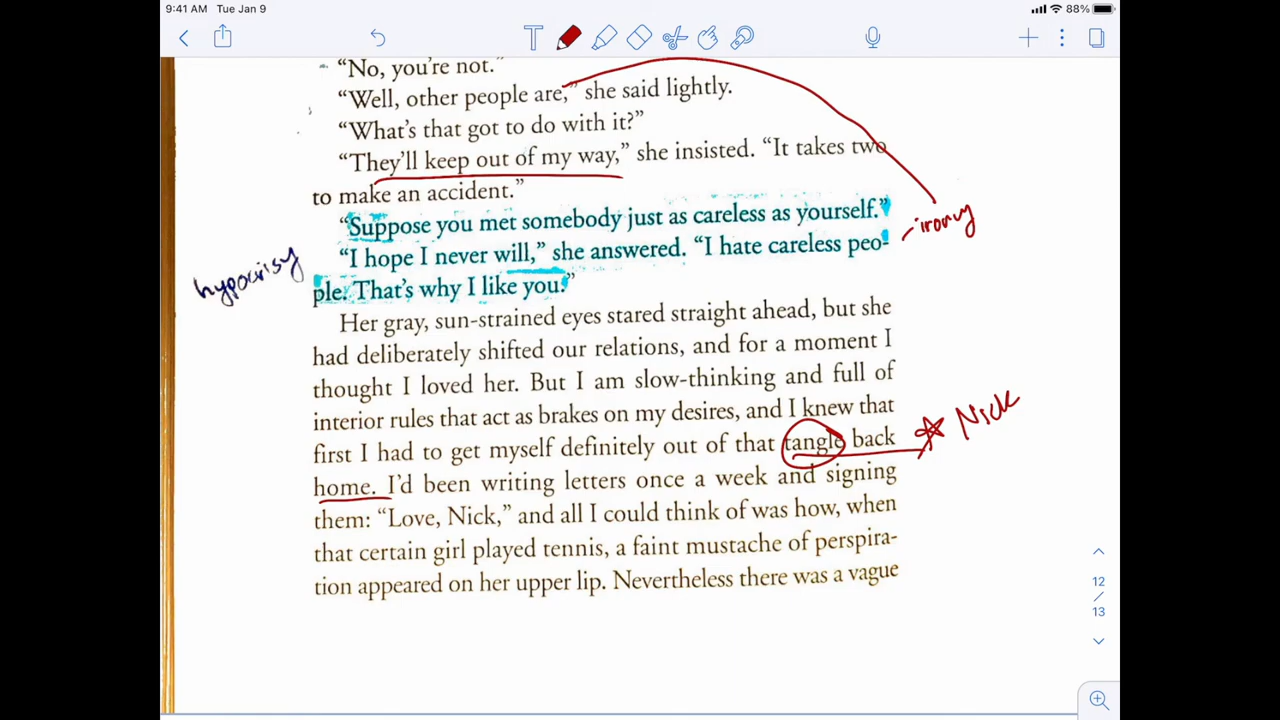 9:41 AM Tue Jan 9
88%
"No, you're not."
"Well, other people are," she said lightly.
"What's that got to do with it?"
"They'll keep out of my way," she insisted. "It takes two
to make an accident."
"Suppose you met somebody just as careless as yourself."
- irony
"I hope I never will," she answered. "I hate careless peo-
hypocrisy
ple. That's why I like you."
Her gray, sun-strained eyes stared straight ahead, but she
had deliberately shifted our relations, and for a moment I
thought I loved her. But I am slow-thinking and full of
interior rules that act as brakes on my desires, and I knew that
first I had to get myself definitely out of that tangle back
Nick
home. I'd been writing letters once a week and signing
them: "Love, Nick," and all I could think of was how, when
that certain girl played tennis, a faint mustache of perspira-
tion appeared on her upper lip. Nevertheless there was a vague
12
/
13